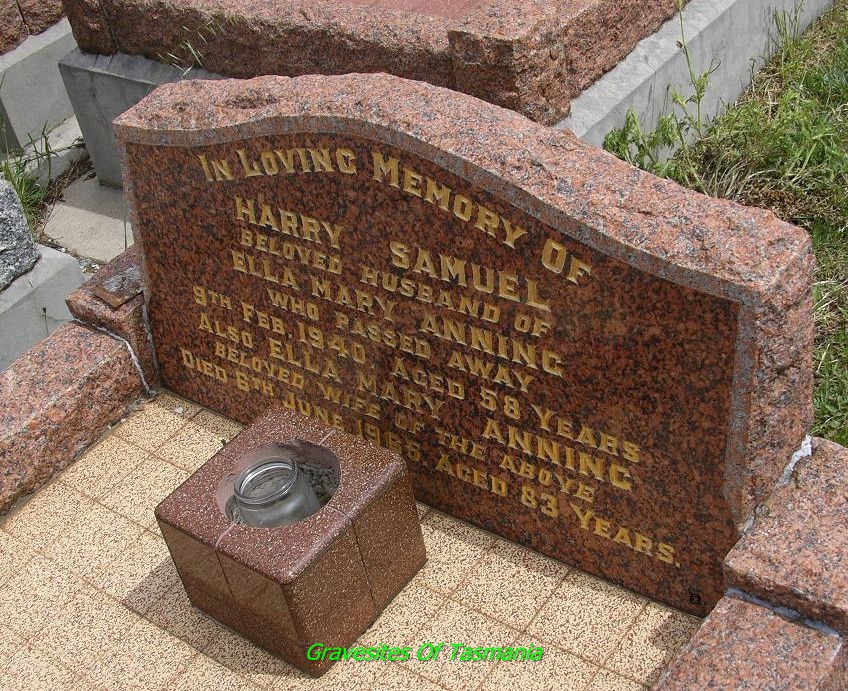 IN LOVING MEMORY OF
HARRY SAMUEL
BELOVED HUSBAND OF
ELLA MARY ANNING
WHO PASSED AWAY
9TH FEB. 1940. AGED 58 YEARS
ALSO ELLA MARY ANNING
BELOVED WIFE OF THE ABOVE
DIED 6TH JUNE 1965. AGED 83 YEARS.
Gravesites Of Tasmania